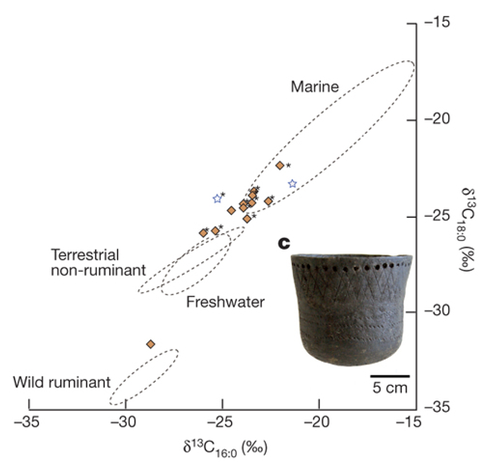 −15
Marine
−20
δ¹³C₁₈:₀ (‰)
−25
Terrestrial
non-ruminant
c
Freshwater
−30
Wild ruminant
5 cm
−35
−35 −30 −25 −20 −15
δ¹³C₁₆:₀ (‰)